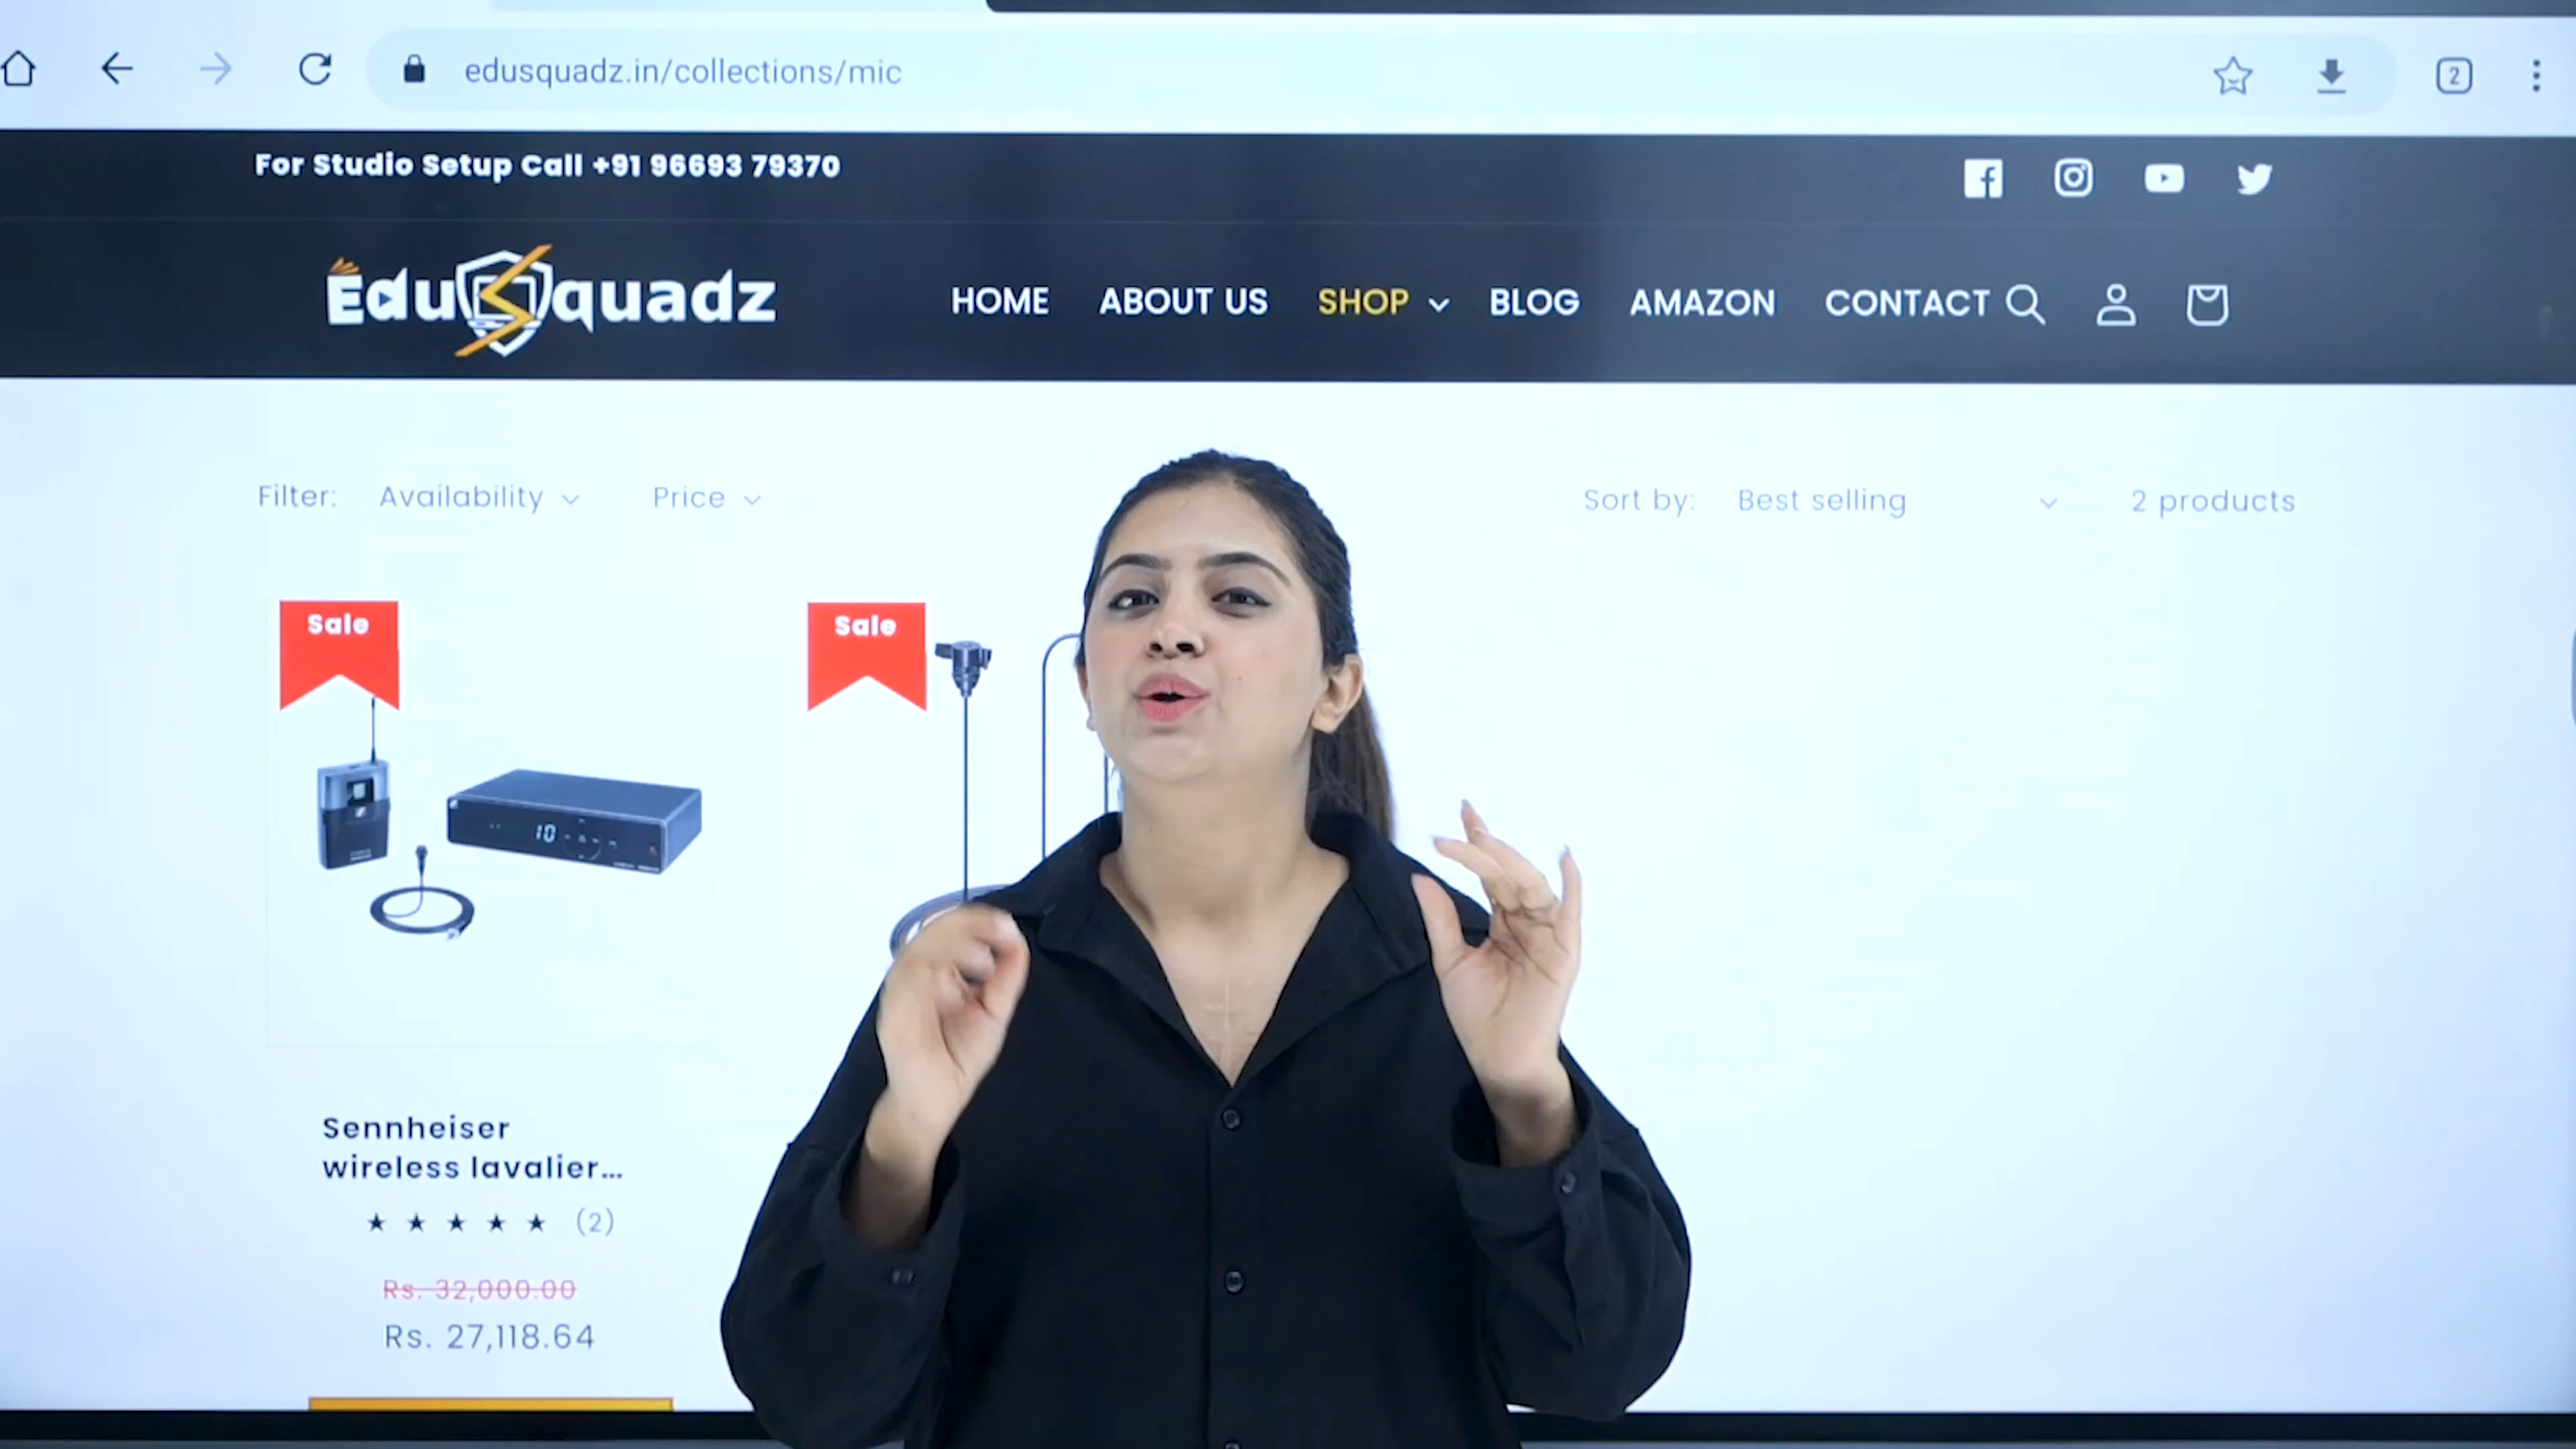 edusquadz.in/collections/mic
2
For Studio Setup Call +91 96693 79370
EduSquadz
HOME ABOUT US SHOP BLOG AMAZON CONTACT
Filter: Availability Price
Sort by: Best selling 2 products
Sale
Sale
10
Sennheiser
wireless lavalier...
★ ★ ★ ★ ★ (2)
Rs. 32,000.00
Rs. 27,118.64